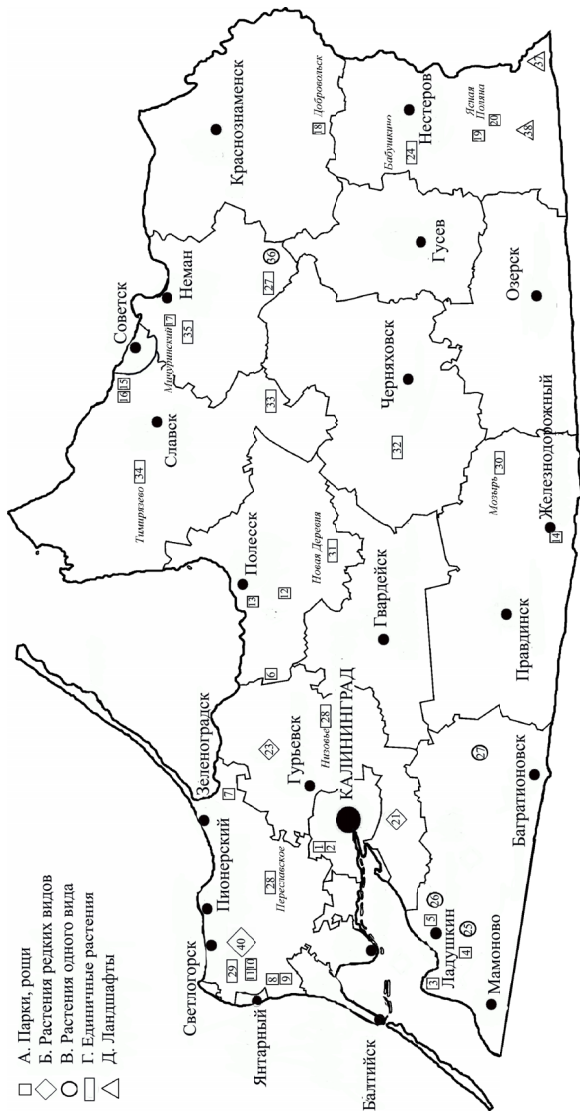 А. Парки, рощи
Б. Растения редких видов
В. Растения одного вида
Г. Единичные растения
Д. Ландшафты
Светлогорск
Пионерский
Зеленоградск
40
29
11 10
8
9
Янтарный
7
28
Переславское
23
Гурьевск
28
Низовье
КАЛИНИНГРАД
1
2
21
Балтийск
3
Ладушкин
5
26
4
25
Мамоново
27
Багратионовск
6
Полесск
13
12
Новая Деревня
31
Гвардейск
Правдинск
Тимирязево
34
Славск
16 15
Советск
Мичуринский 17
35
Неман
33
27
36
32
Черняховск
Мозырь
30
14
Железнодорожный
Краснознаменск
18
Добровольск
Бабушкино
24
Нестеров
Гусев
Озерск
Ясная
Поляна
19
20
38
37